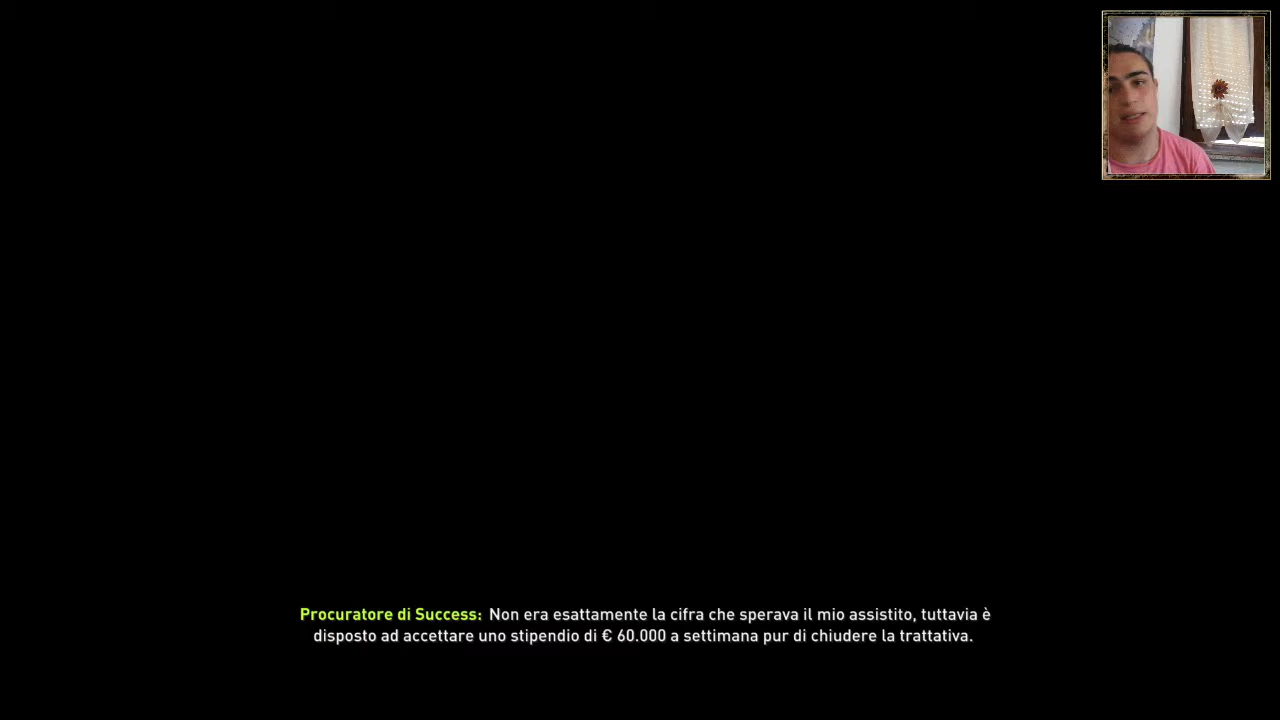 Procuratore di Success: Non era esattamente la cifra che sperava il mio assistito, tuttavia è
disposto ad accettare uno stipendio di € 60.000 a settimana pur di chiudere la trattativa.